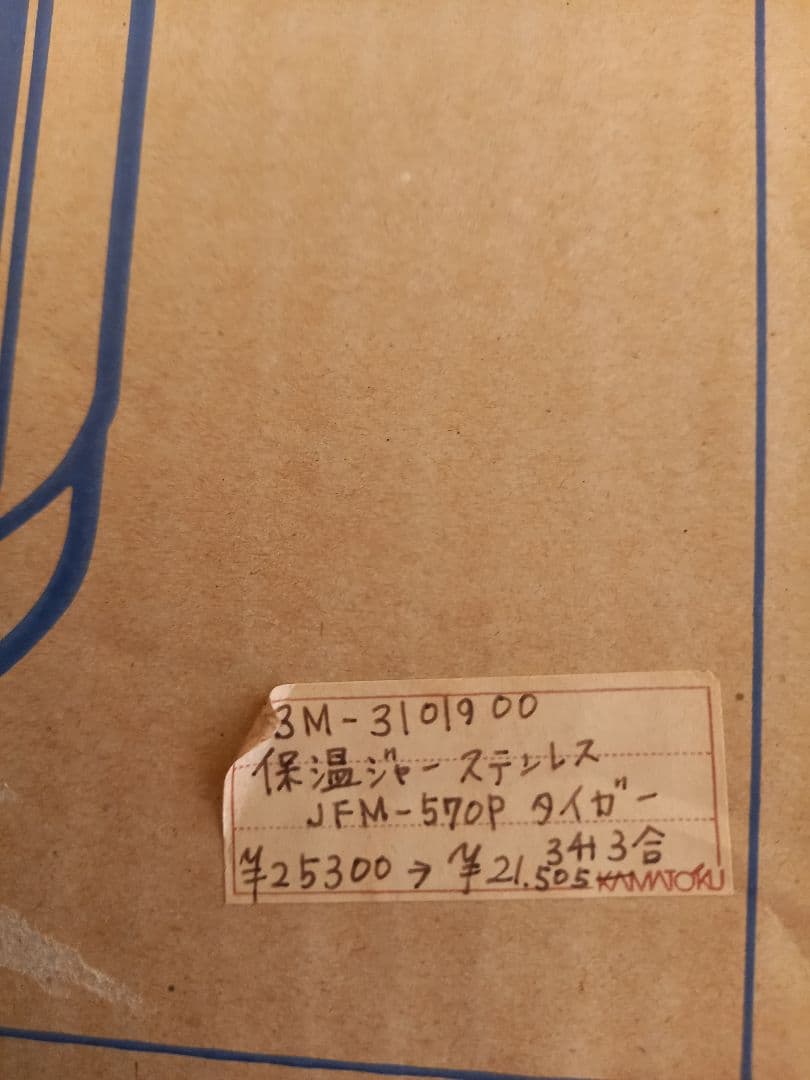 3M-3101900
保温ジャーステンレス
JFM-570P タイガー
3升3合
¥25300→¥21.505 KAMATOKU